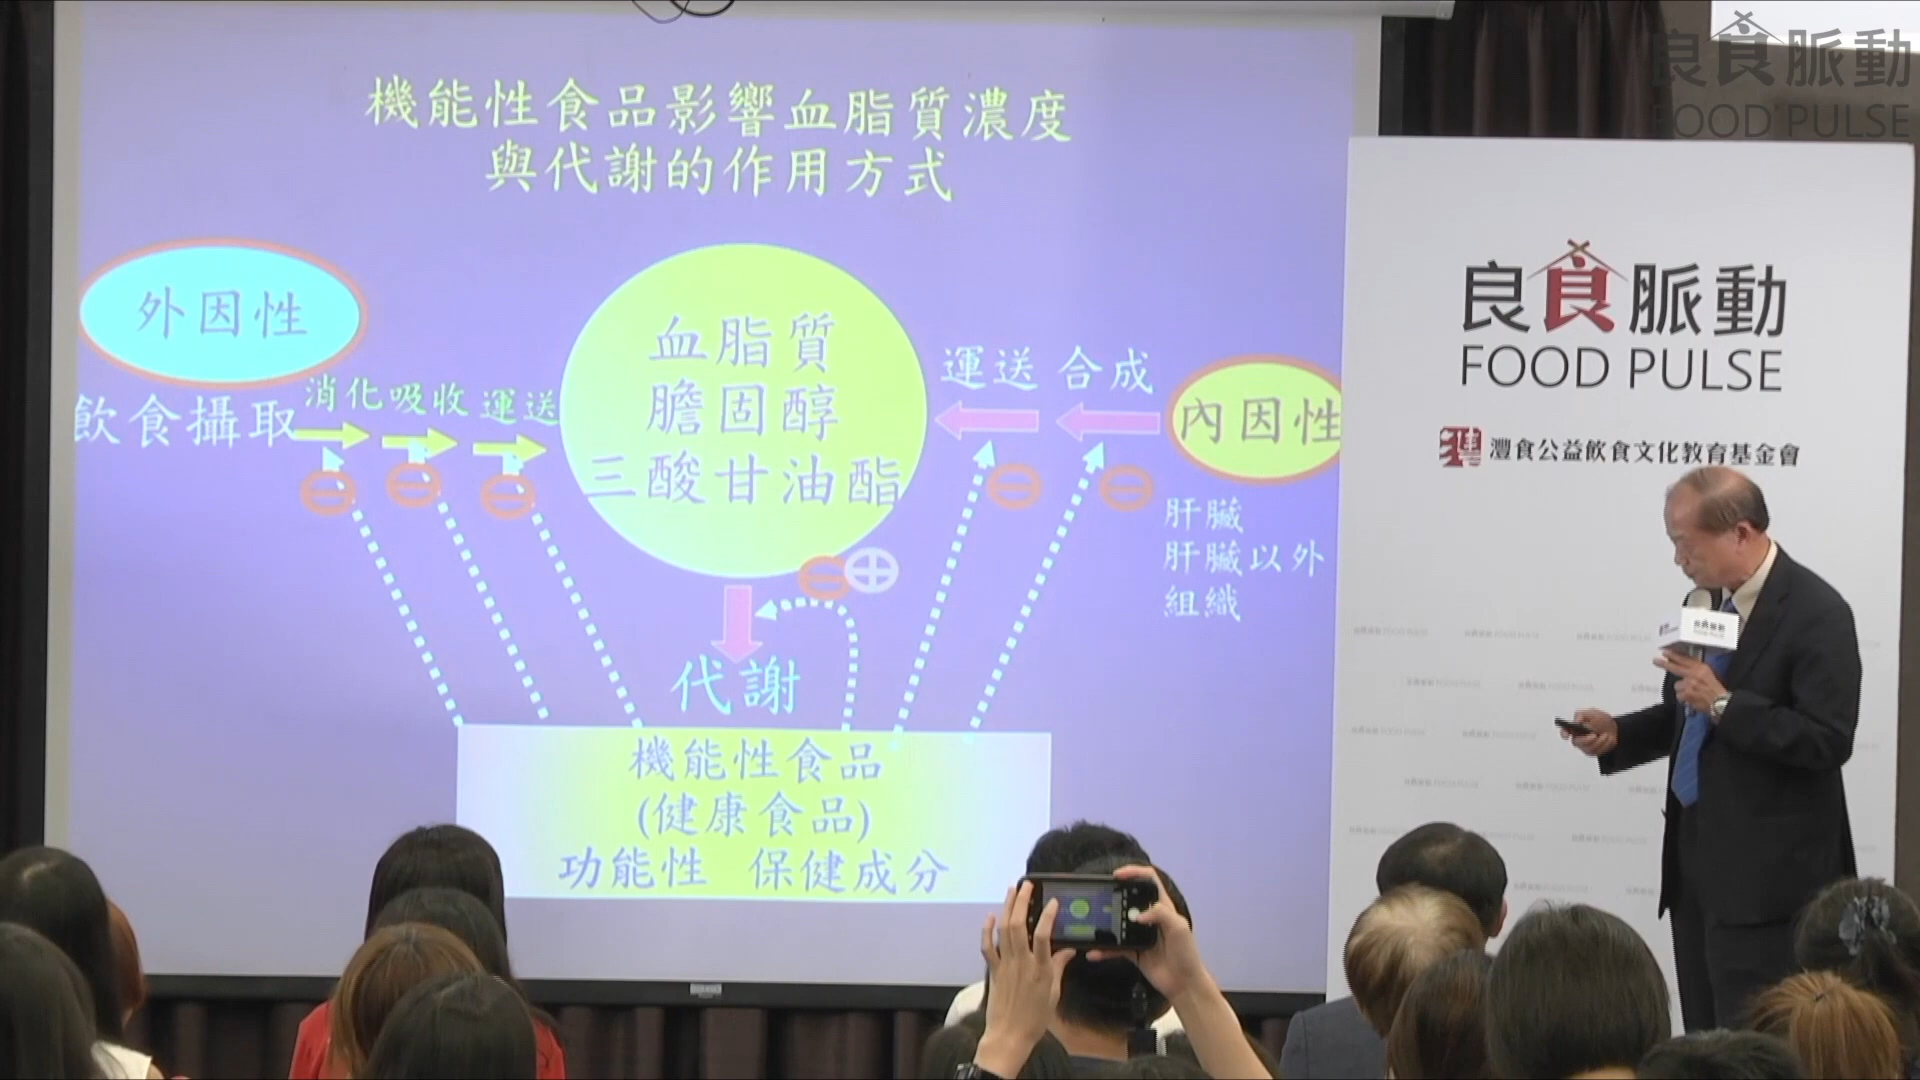 機能性食品影響血脂質濃度
與代謝的作用方式
外因性
飲食攝取
消化
吸收
運送
血脂質
膽固醇
三酸甘油酯
運送
合成
內因性
肝臟
肝臟以外
組織
代謝
機能性食品
(健康食品)
功能性 保健成分
良食脈動
FOOD PULSE
良食脈動
FOOD PULSE
灃食公益飲食文化教育基金會